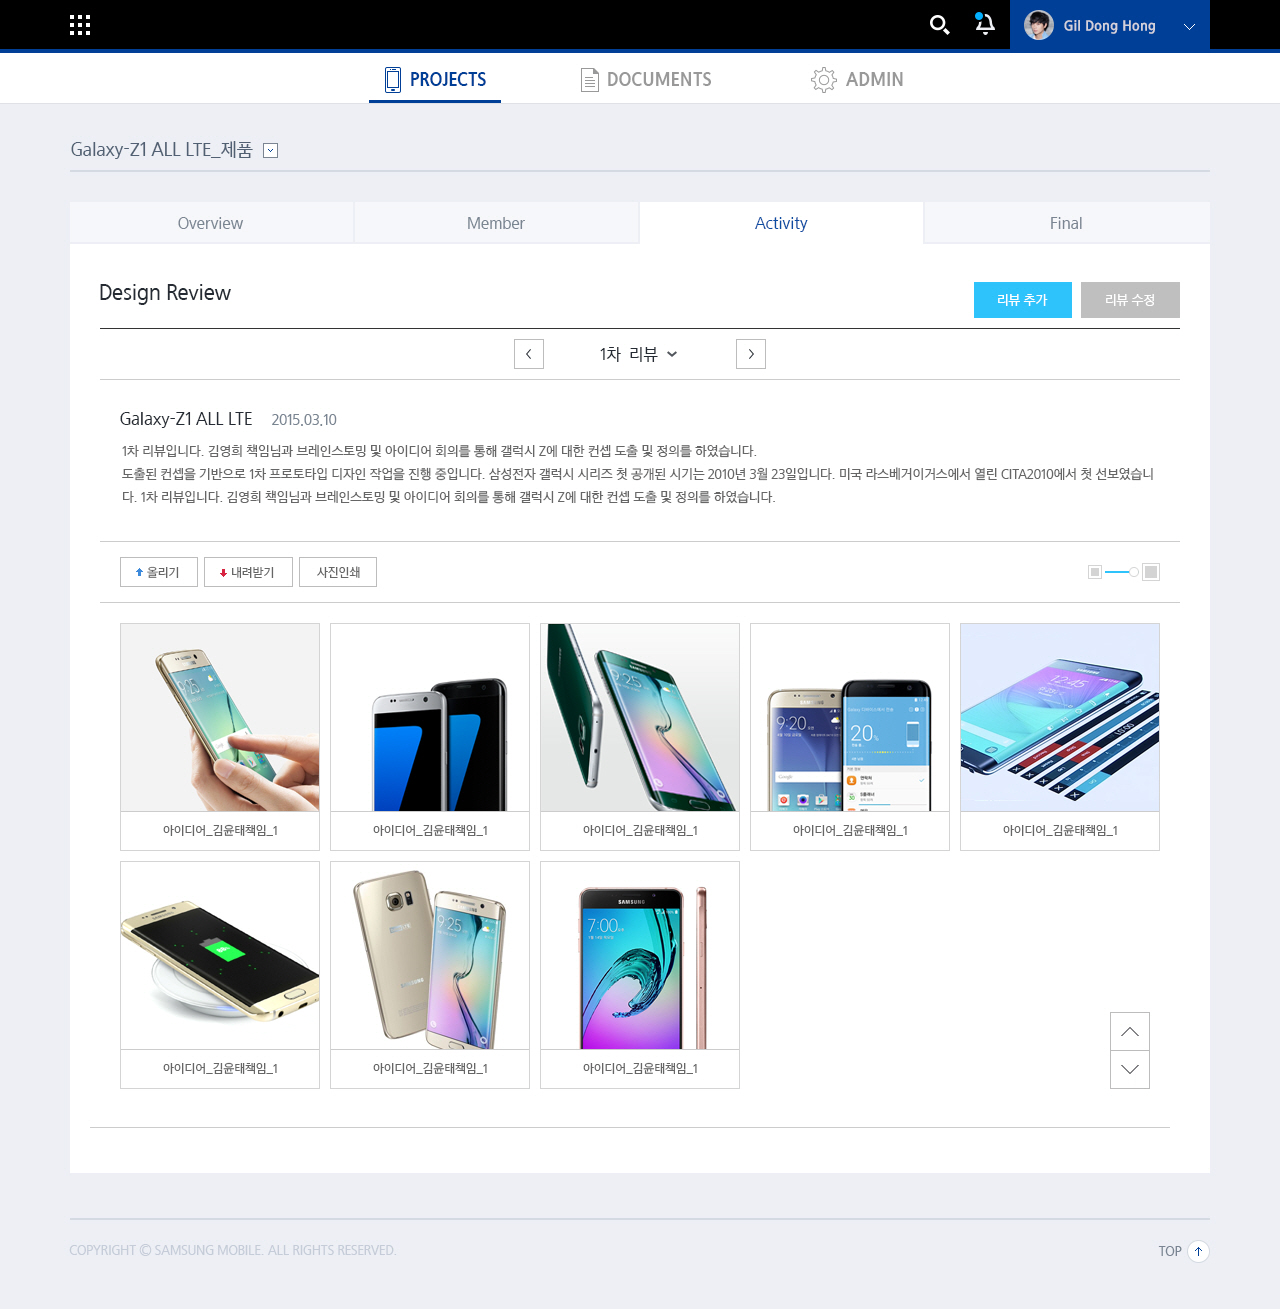 Gil Dong Hong
PROJECTS
DOCUMENTS
ADMIN
Galaxy-Z1 ALL LTE_제품
Overview
Member
Activity
Final
Design Review
리뷰 추가
리뷰 수정
1차 리뷰
Galaxy-Z1 ALL LTE 2015.03.10
1차 리뷰입니다. 김영희 책임님과 브레인스토밍 및 아이디어 회의를 통해 갤럭시 Z에 대한 컨셉 도출 및 정의를 하였습니다.
도출된 컨셉을 기반으로 1차 프로토타입 디자인 작업을 진행 중입니다. 삼성전자 갤럭시 시리즈 첫 공개된 시기는 2010년 3월 23일입니다. 미국 라스베거이거스에서 열린 CITA2010에서 첫 선보였습니
다. 1차 리뷰입니다. 김영희 책임님과 브레인스토밍 및 아이디어 회의를 통해 갤럭시 Z에 대한 컨셉 도출 및 정의를 하였습니다.
올리기
내려받기
사진인쇄
9:25
9:25
9:20
20%
Google
12:45
아이디어_김윤태책임_1
아이디어_김윤태책임_1
아이디어_김윤태책임_1
아이디어_김윤태책임_1
아이디어_김윤태책임_1
9:25
SAMSUNG
7:00
아이디어_김윤태책임_1
아이디어_김윤태책임_1
아이디어_김윤태책임_1
COPYRIGHT © SAMSUNG MOBILE. ALL RIGHTS RESERVED.
TOP